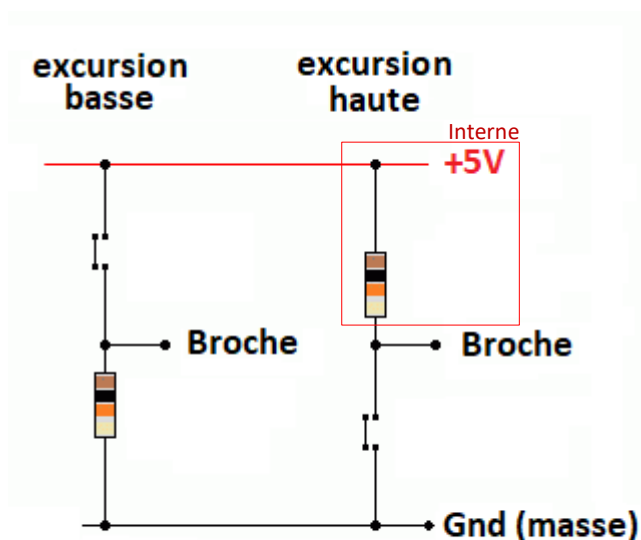 excursion
basse
excursion
haute
Interne
+5V
Broche
Broche
Gnd (masse)